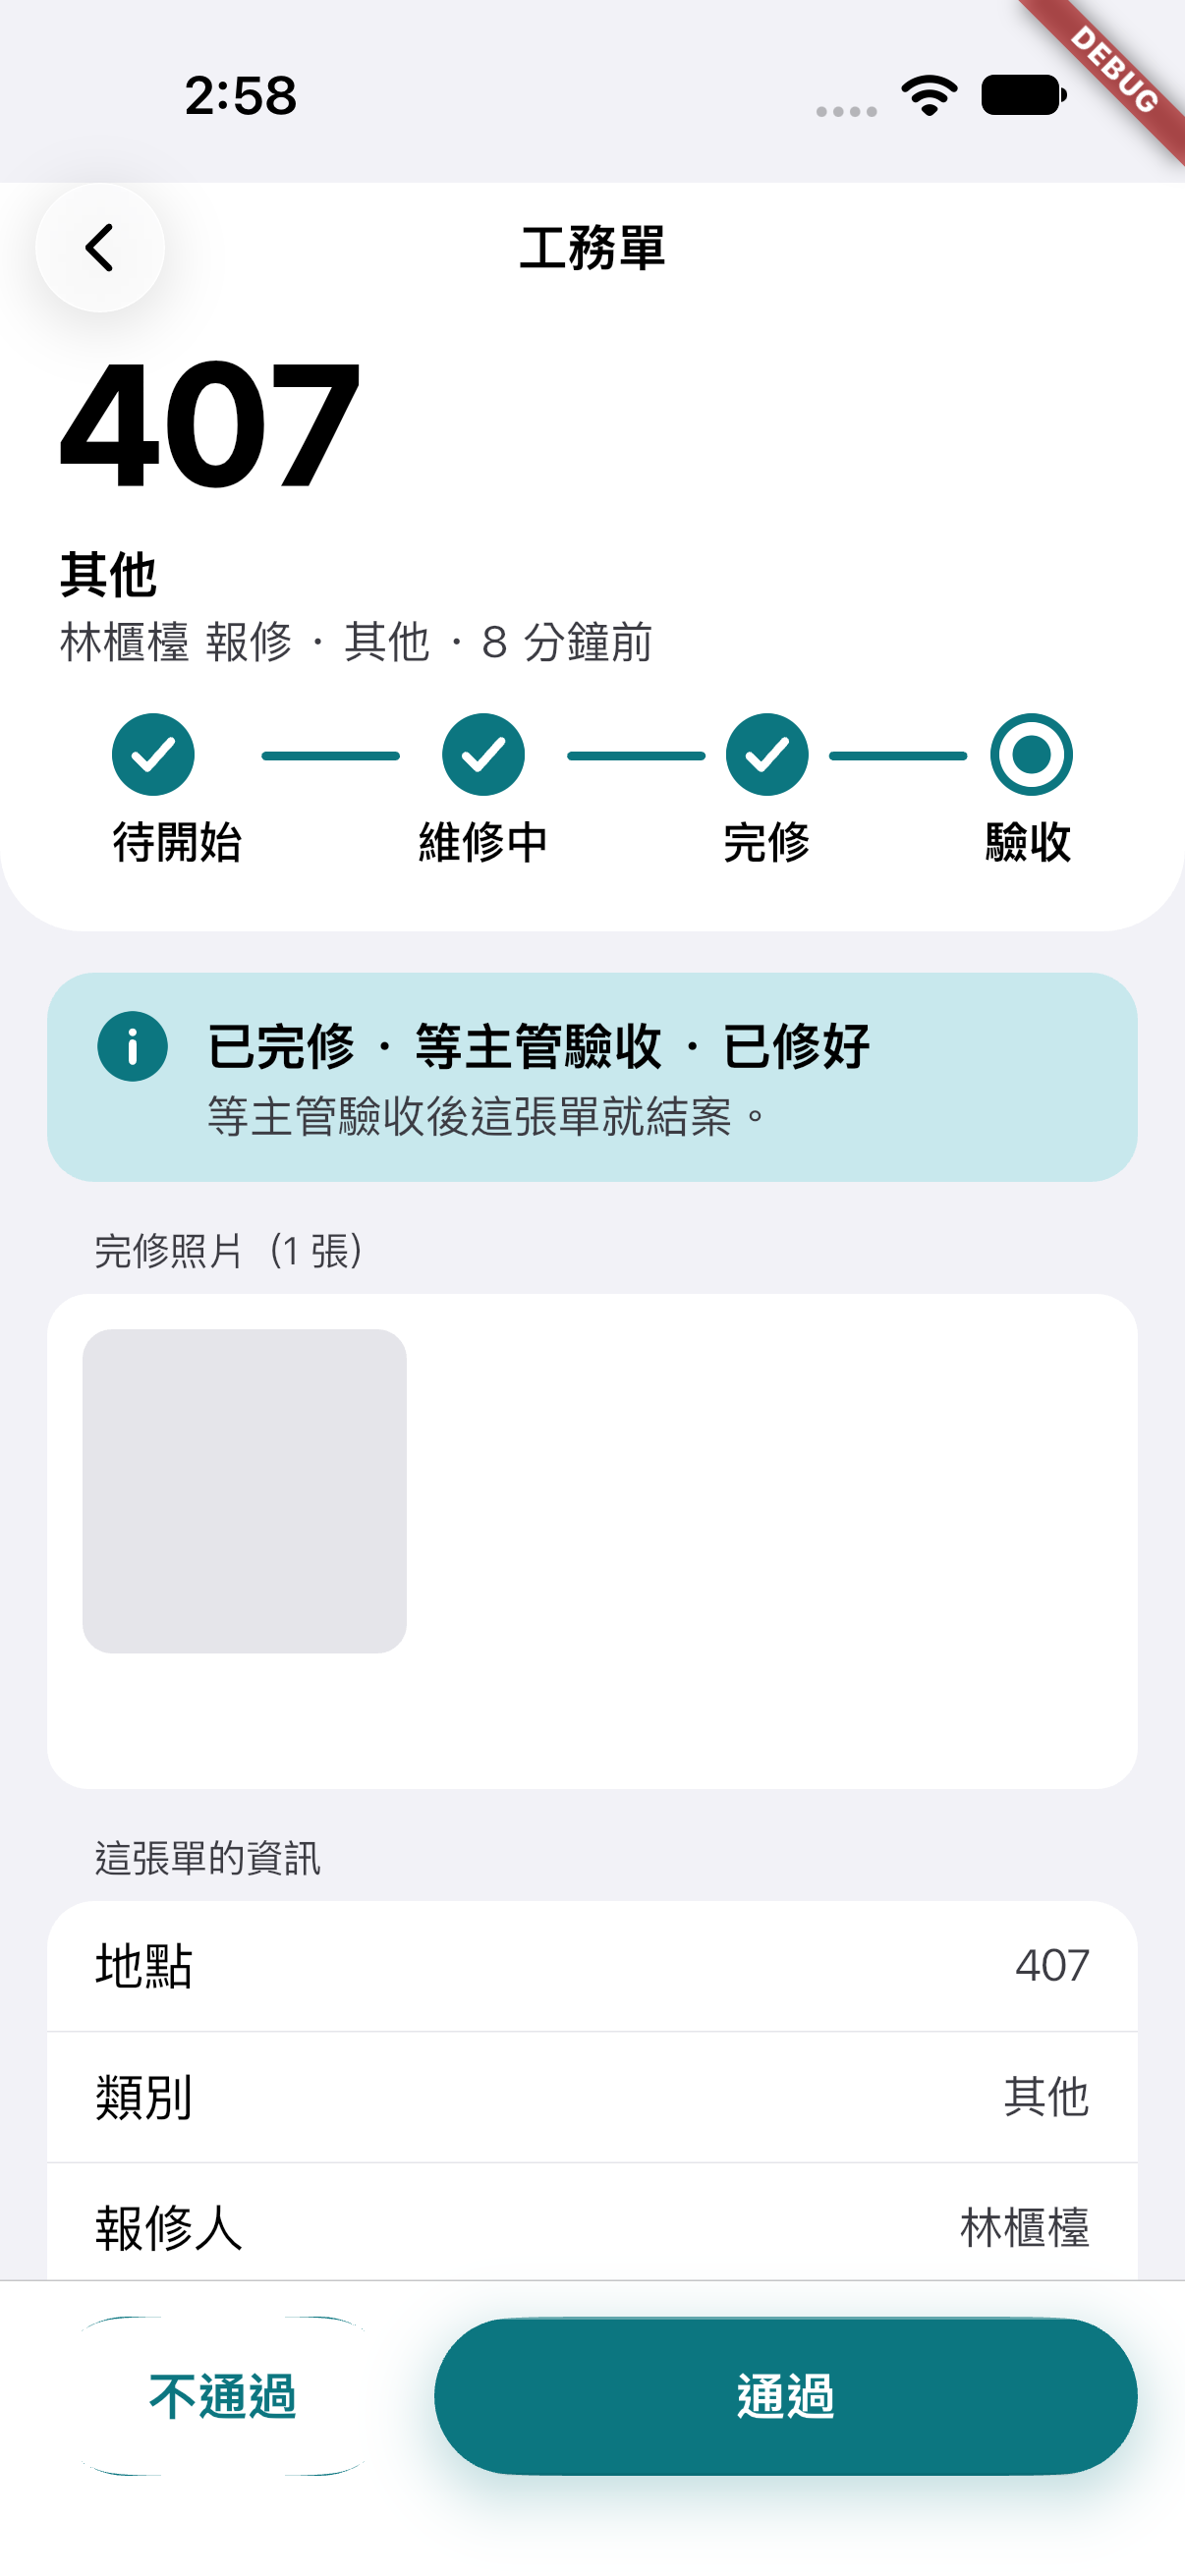 2:58
DEBUG
工務單
407
其他
林櫃檯 報修 · 其他 · 8 分鐘前
待開始 維修中 完修 驗收
已完修 · 等主管驗收 · 已修好
等主管驗收後這張單就結案。
完修照片（1 張）
這張單的資訊
地點 407
類別 其他
報修人 林櫃檯
不通過 通過